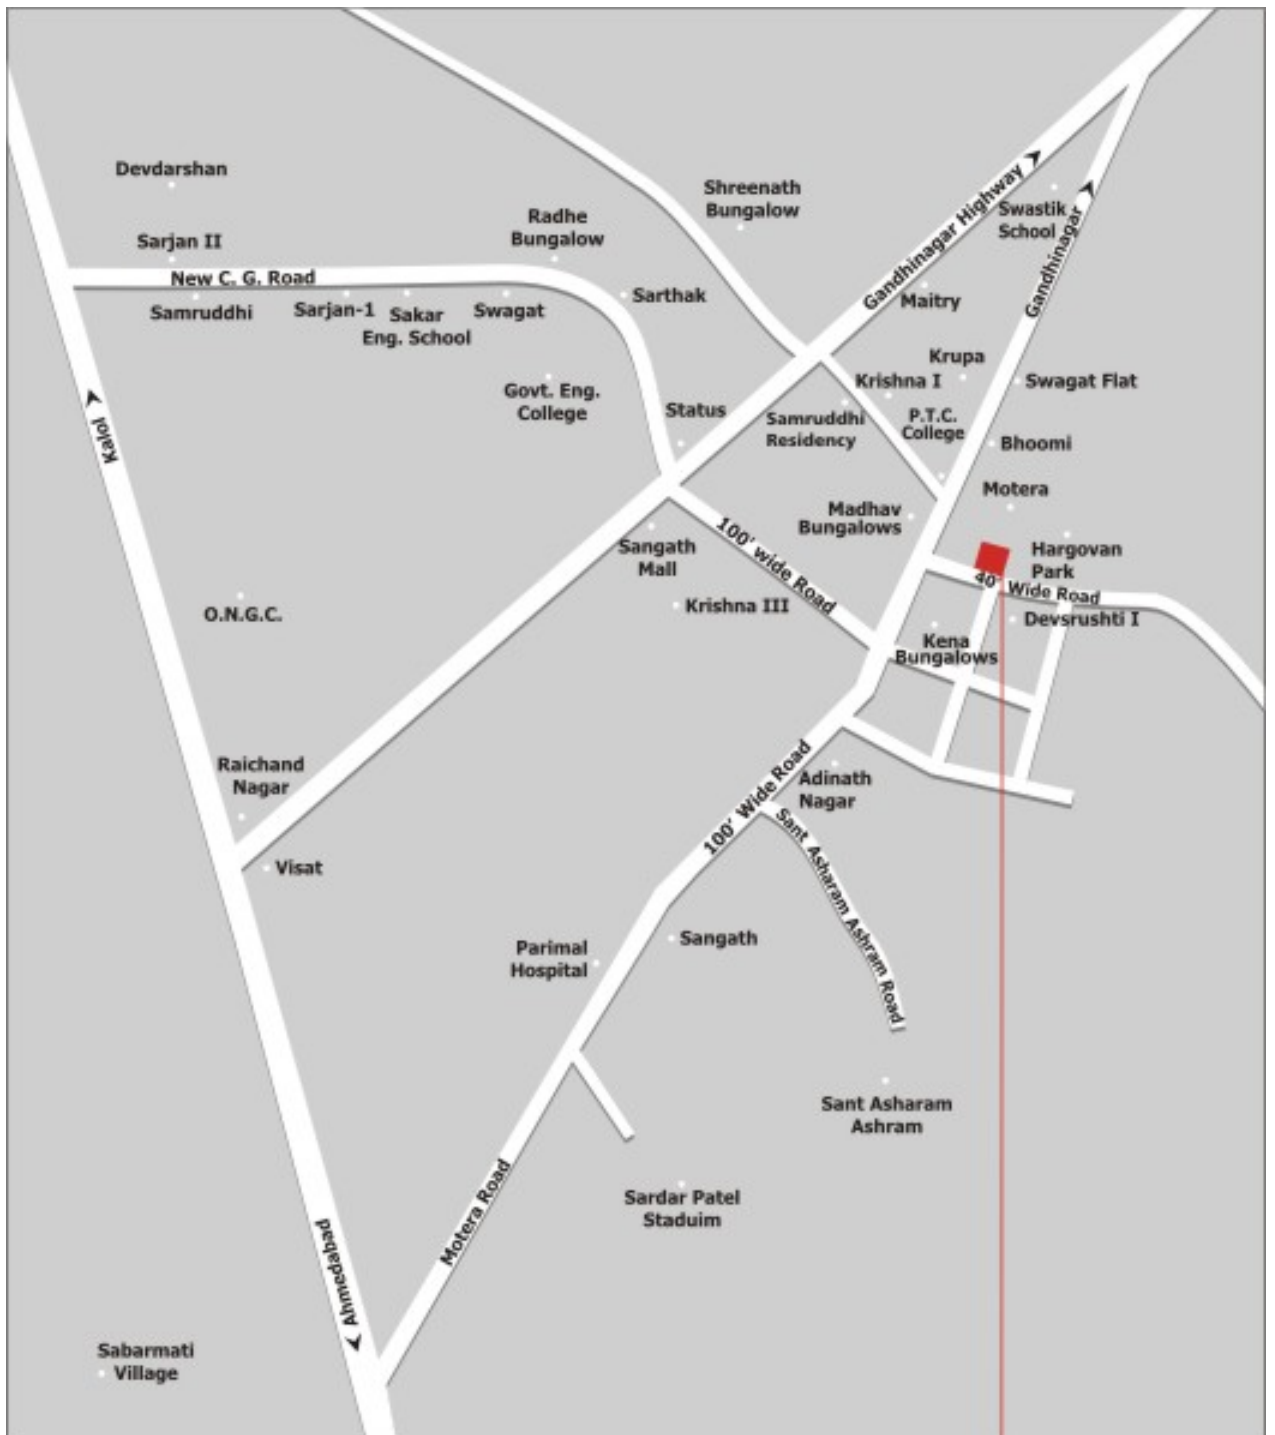 Devdarshan
Shreenath
Bungalow
Swastik
School
Gandhinagar Highway
Gandhinagar
Radhe
Bungalow
Sarjan II
New C. G. Road
Samruddhi
Sarjan-1
Sakar
Eng. School
Swagat
Sarthak
Maitry
Krupa
Krishna I
Swagat Flat
Govt. Eng.
College
Status
Samruddhi
Residency
P.T.C.
College
Bhoomi
Kalol
Motera
Madhav
Bungalows
Sangath
Mall
100' wide Road
Hargovan
Park
40' Wide Road
Krishna III
Devsrushti I
O.N.G.C.
Kena
Bungalows
Raichand
Nagar
100' Wide Road
Adinath
Nagar
Visat
Sant Asharam Ashram Road
Sangath
Parimal
Hospital
Sant Asharam
Ashram
Motera Road
Sardar Patel
Staduim
Ahmedabad
Sabarmati
Village